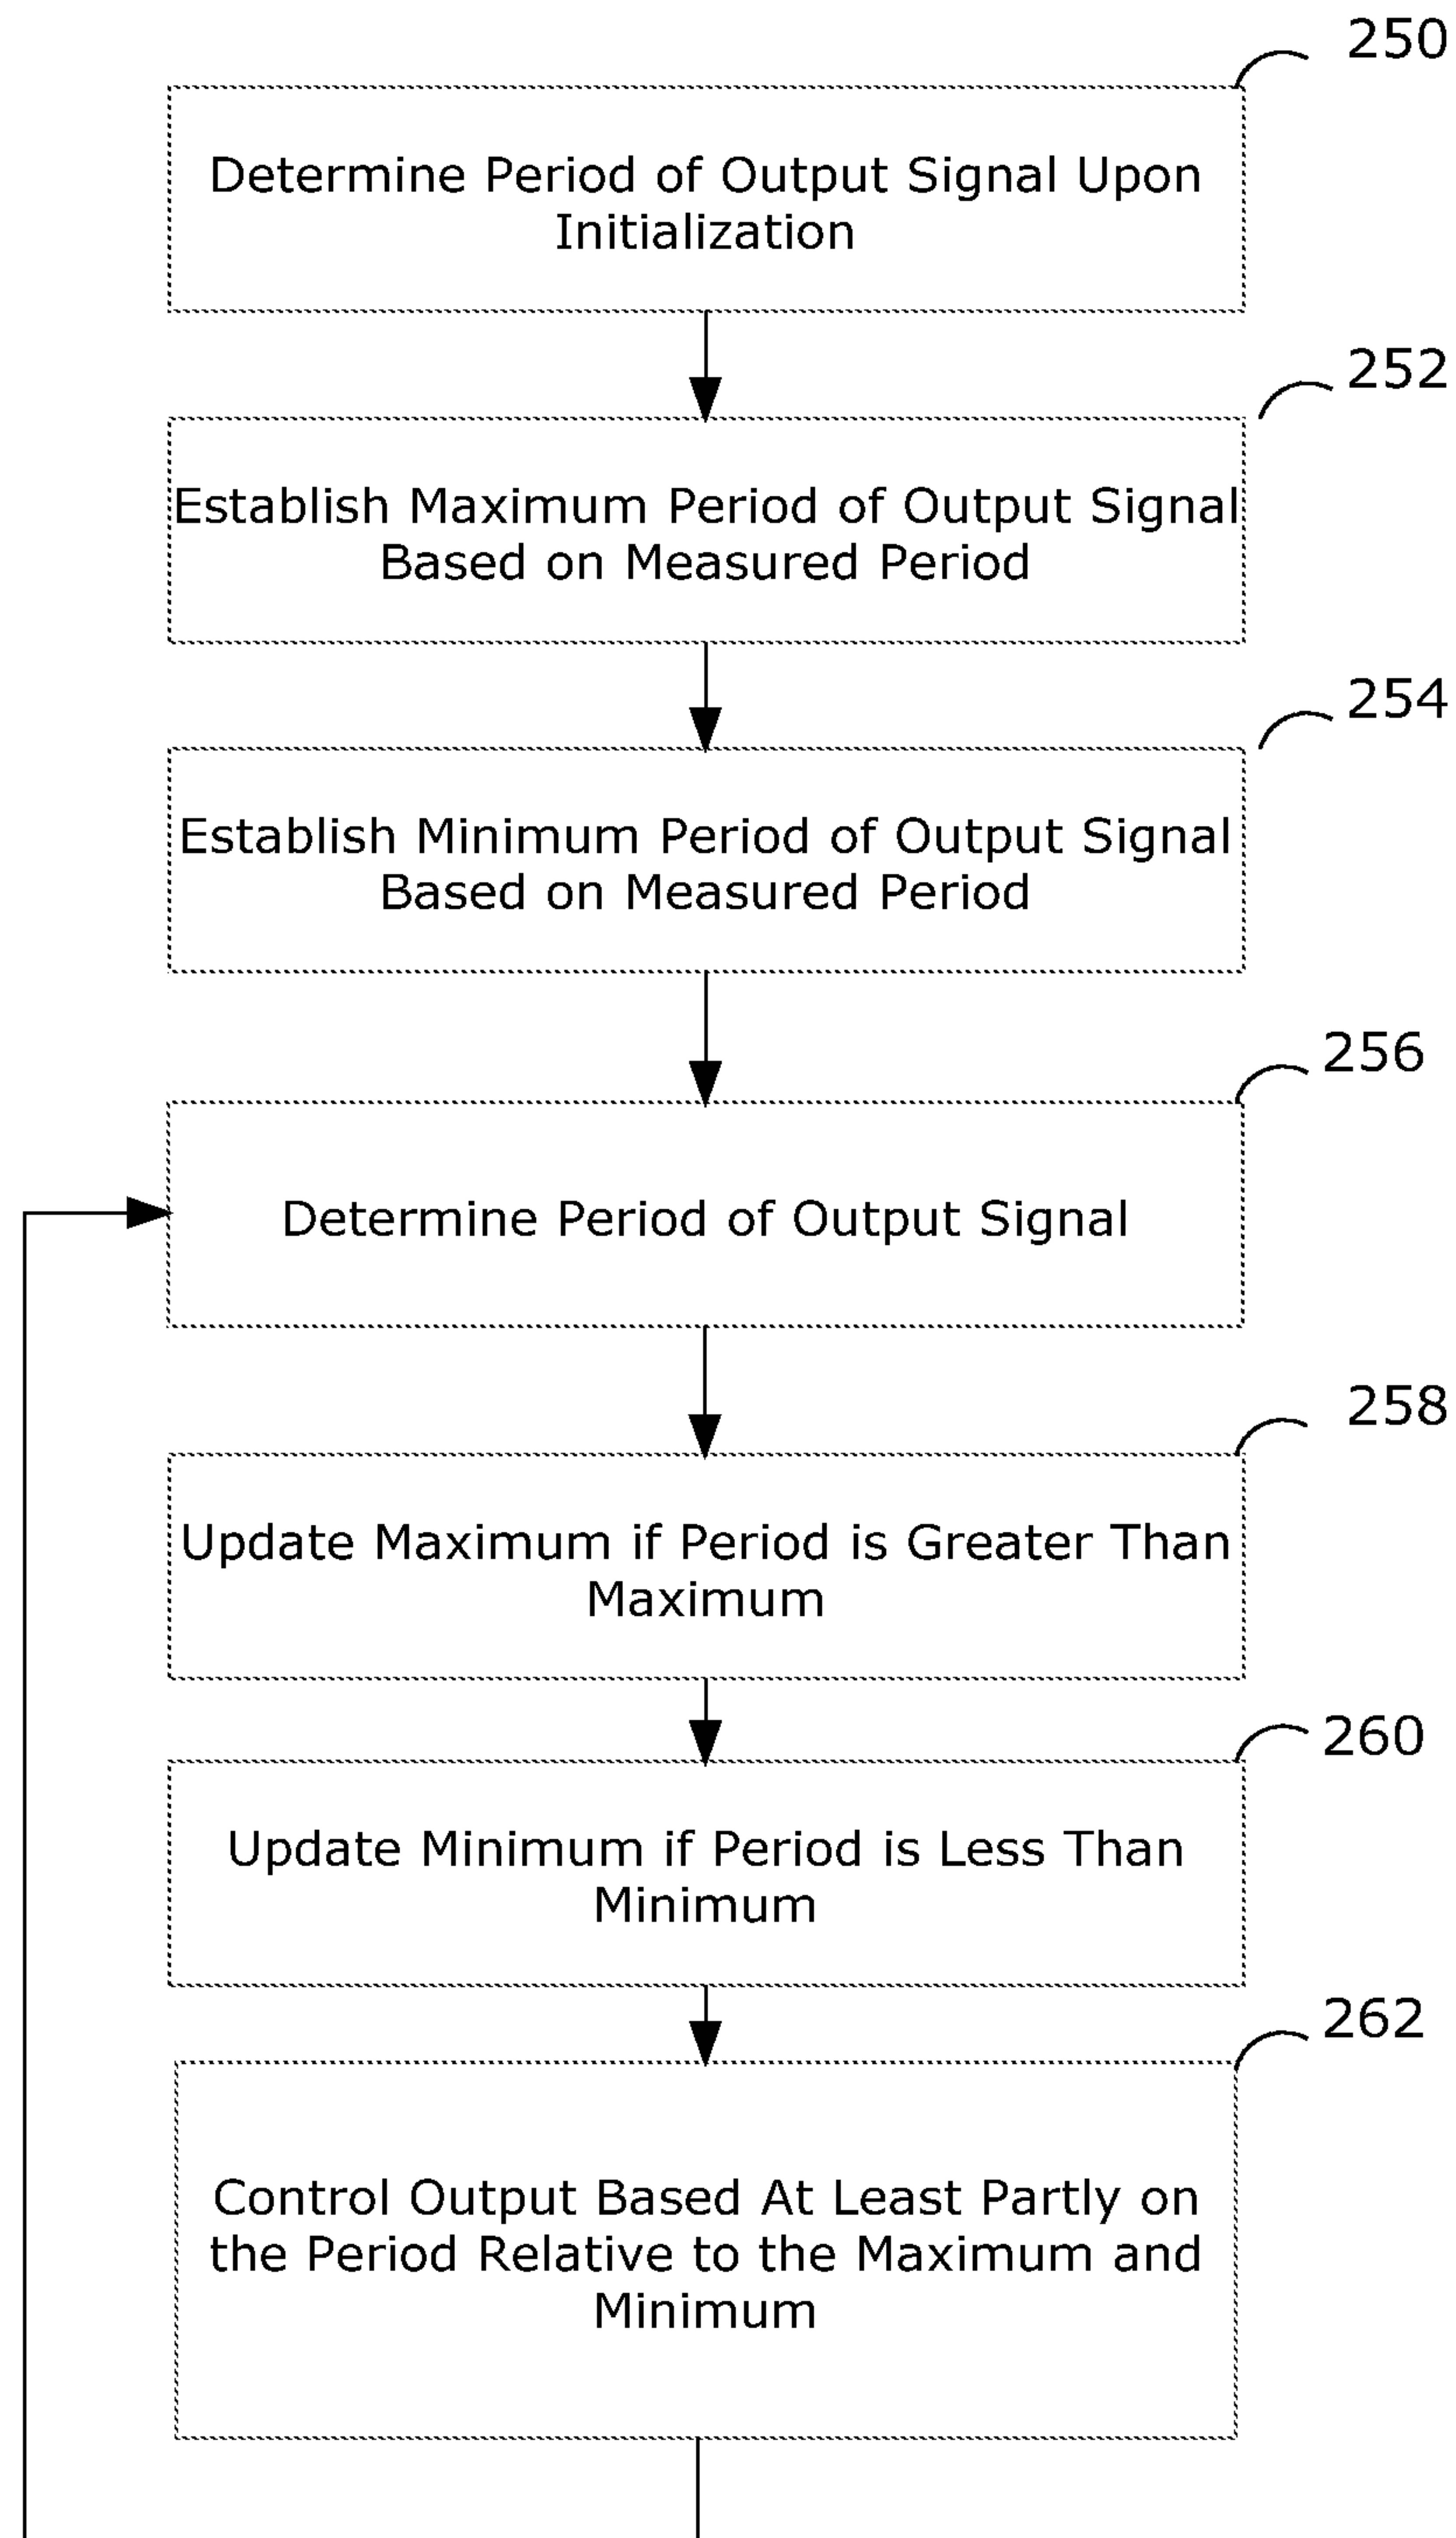 250
Determine Period of Output Signal Upon
Initialization
252
Establish Maximum Period of Output Signal
Based on Measured Period
254
Establish Minimum Period of Output Signal
Based on Measured Period
256
Determine Period of Output Signal
258
Update Maximum if Period is Greater Than
Maximum
260
Update Minimum if Period is Less Than
Minimum
262
Control Output Based At Least Partly on
the Period Relative to the Maximum and
Minimum